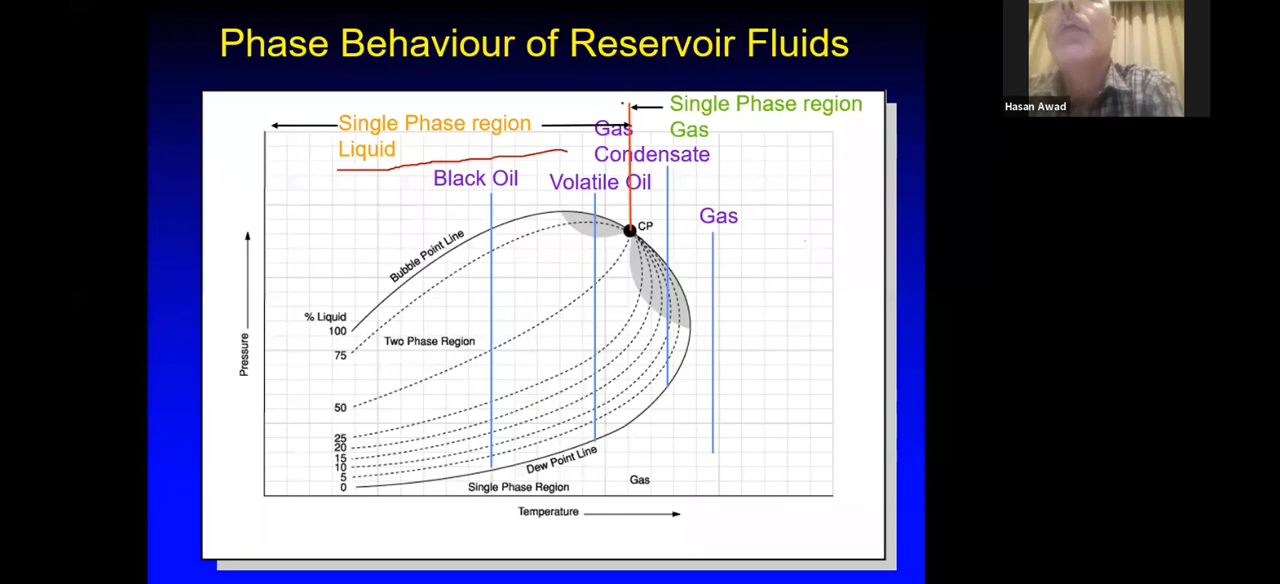 Phase Behaviour of Reservoir Fluids
Hasan Awad
Single Phase region
Liquid
Single Phase region
Gas
Gas
Condensate
Black Oil
Volatile Oil
Gas
CP
Bubble Point Line
% Liquid
100
75
50
25
20
15
10
5
0
Two Phase Region
Pressure
Dew Point Line
Single Phase Region
Gas
Temperature